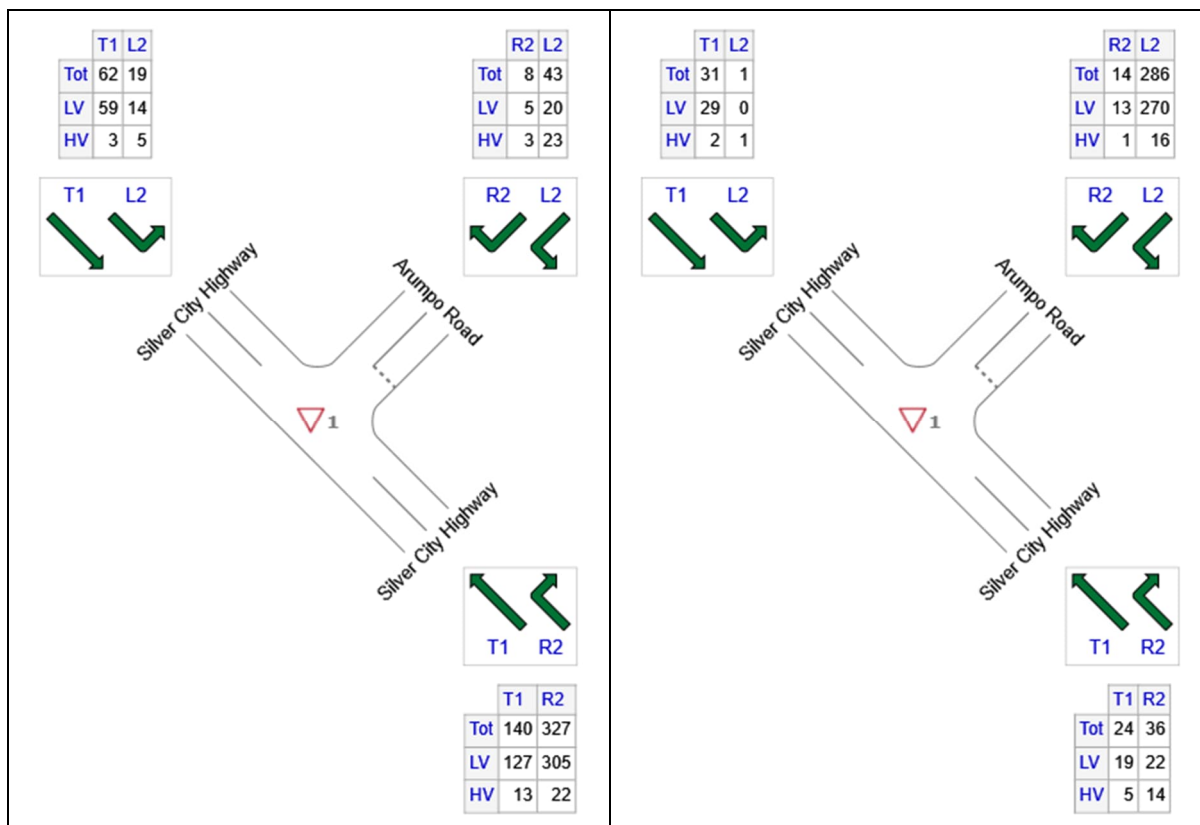 T1 L2
Tot 62 19
LV 59 14
HV 3 5
T1 L2
R2 L2
Tot 8 43
LV 5 20
HV 3 23
R2 L2
Silver City Highway
Arumpo Road
1
Silver City Highway
T1 R2
T1 R2
Tot 140 327
LV 127 305
HV 13 22
T1 L2
Tot 31 1
LV 29 0
HV 2 1
T1 L2
R2 L2
Tot 14 286
LV 13 270
HV 1 16
R2 L2
Silver City Highway
Arumpo Road
1
Silver City Highway
T1 R2
T1 R2
Tot 24 36
LV 19 22
HV 5 14